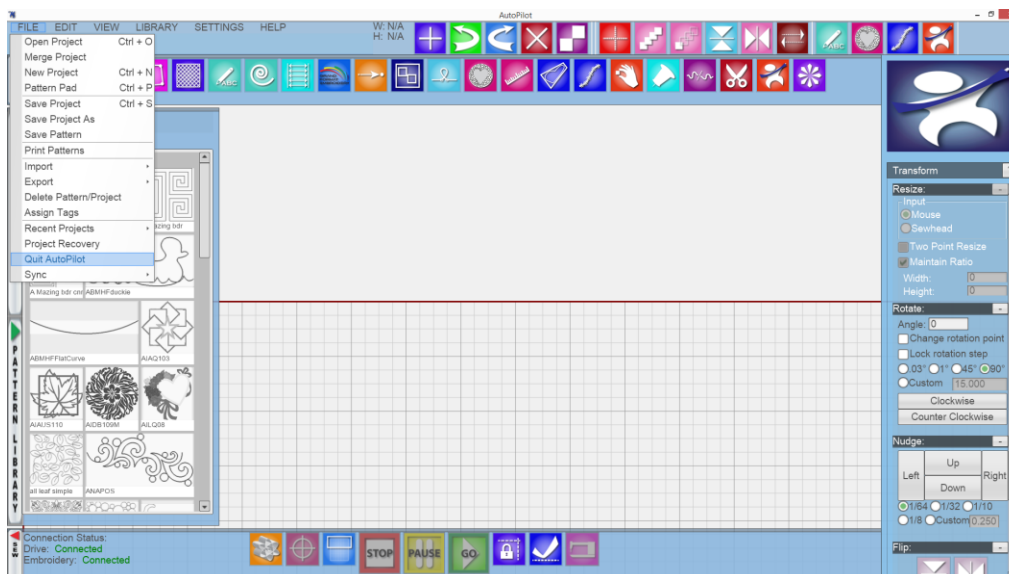 AutoPilot
FILE EDIT VIEW LIBRARY SETTINGS HELP
W: N/A
H: N/A
Open Project Ctrl + O
Merge Project
New Project Ctrl + N
Pattern Pad Ctrl + P
Save Project Ctrl + S
Save Project As
Save Pattern
Print Patterns
Import
Export
Delete Pattern/Project
Assign Tags
Recent Projects
Project Recovery
Quit AutoPilot
Sync
ABC
ABC
azing bdr
A Mazing bdr cnr ABMHFduckie
ABMHFFlatCurve AIAQ103
AIAUS110 AIDB109M AILQ08
all leaf simple ANAPOS
PATTERN LIBRARY
SEW
Connection Status:
Drive: Connected
Embroidery: Connected
STOP PAUSE GO
Transform
Resize:
Input
Mouse
Sewhead
Two Point Resize
Maintain Ratio
Width: 0
Height: 0
Rotate:
Angle: 0
Change rotation point
Lock rotation step
.03° 1° 45° 90°
Custom 15.000
Clockwise
Counter Clockwise
Nudge:
Left Up Right
Down
1/64 1/32 1/10
1/8 Custom 0.250
Flip: